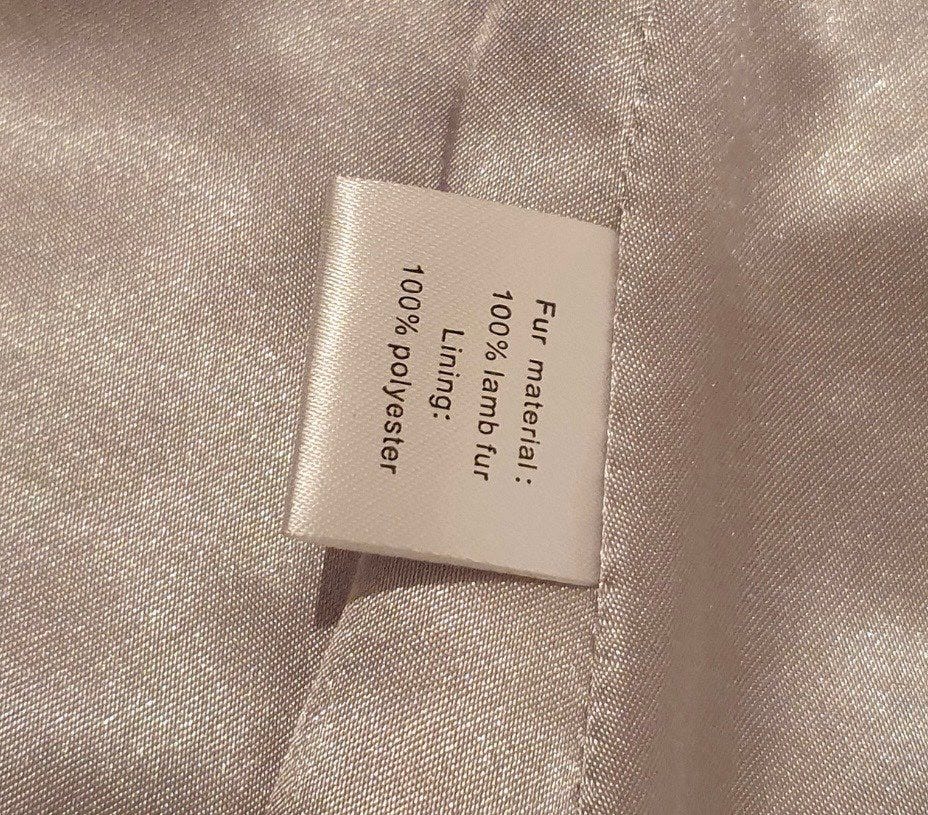 Fur material:
100% lamb fur
Lining:
100% polyester